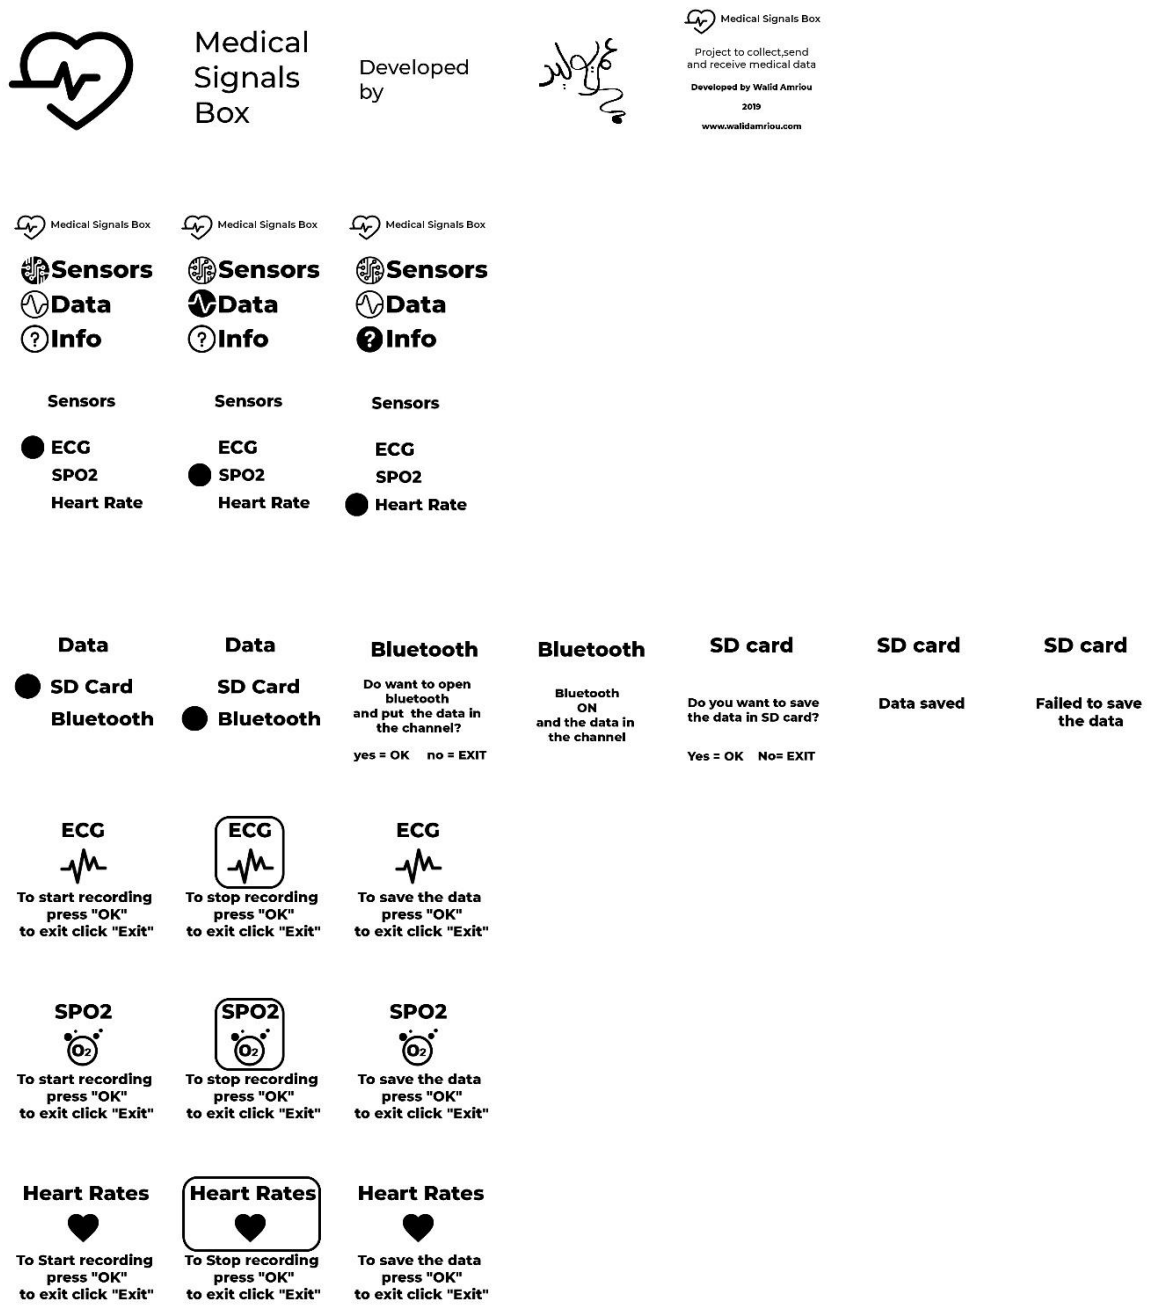 Medical
Signals
Box
Developed
by
Medical Signals Box
Project to collect,send
and receive medical data
Developed by Walid Amriou
2019
www.walidamriou.com
Medical Signals Box
Sensors
Data
? Info
Medical Signals Box
Sensors
Data
? Info
Medical Signals Box
Sensors
Data
? Info
Sensors
ECG
SPO2
Heart Rate
Sensors
ECG
SPO2
Heart Rate
Sensors
ECG
SPO2
Heart Rate
Data
SD Card
Bluetooth
Data
SD Card
Bluetooth
Bluetooth
Do want to open
bluetooth
and put the data in
the channel?
yes = OK no = EXIT
Bluetooth
Bluetooth
ON
and the data in
the channel
SD card
Do you want to save
the data in SD card?
Yes = OK No= EXIT
SD card
Data saved
SD card
Failed to save
the data
ECG
To start recording
press "OK"
to exit click "Exit"
ECG
To stop recording
press "OK"
to exit click "Exit"
ECG
To save the data
press "OK"
to exit click "Exit"
SPO2
O2
To start recording
press "OK"
to exit click "Exit"
SPO2
O2
To stop recording
press "OK"
to exit click "Exit"
SPO2
O2
To save the data
press "OK"
to exit click "Exit"
Heart Rates
To Start recording
press "OK"
to exit click "Exit"
Heart Rates
To Stop recording
press "OK"
to exit click "Exit"
Heart Rates
To save the data
press "OK"
to exit click "Exit"